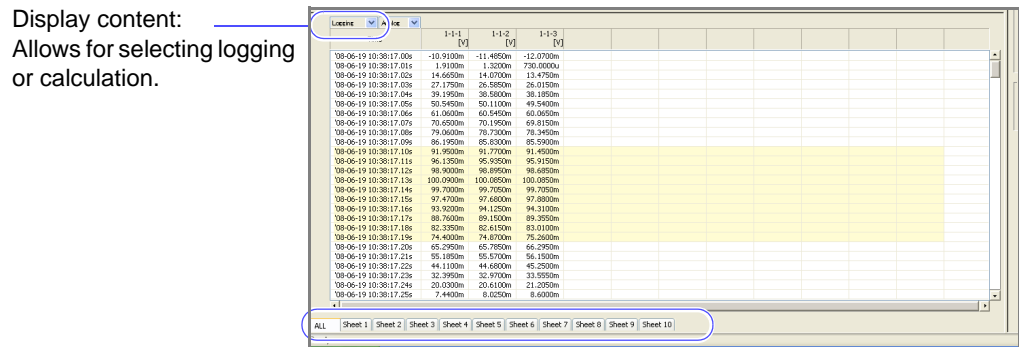 Display content:
Allows for selecting logging
or calculation.
Logging
1-1-1 1-1-2 1-1-3
[V] [V] [V]
'08-06-19 10:38:17.00s -10.9100m -11.4850m -12.0700m
'08-06-19 10:38:17.01s 1.9100m 1.3200m 730.0000u
'08-06-19 10:38:17.02s 14.6650m 14.0700m 13.4750m
'08-06-19 10:38:17.03s 27.1750m 26.5850m 26.0150m
'08-06-19 10:38:17.04s 39.1950m 38.5800m 38.1850m
'08-06-19 10:38:17.05s 50.5450m 50.1100m 49.5400m
'08-06-19 10:38:17.06s 61.0600m 60.5450m 60.0650m
'08-06-19 10:38:17.07s 70.6500m 70.1950m 69.8150m
'08-06-19 10:38:17.08s 79.0600m 78.7300m 78.3450m
'08-06-19 10:38:17.09s 86.1950m 85.8300m 85.5900m
'08-06-19 10:38:17.10s 91.9500m 91.7700m 91.4500m
'08-06-19 10:38:17.11s 96.1350m 95.9350m 95.9150m
'08-06-19 10:38:17.12s 98.9000m 98.8950m 98.6850m
'08-06-19 10:38:17.13s 100.0900m 100.0850m 100.0850m
'08-06-19 10:38:17.14s 99.7000m 99.7050m 99.7050m
'08-06-19 10:38:17.15s 97.4700m 97.6800m 97.8800m
'08-06-19 10:38:17.16s 93.9200m 94.1250m 94.3100m
'08-06-19 10:38:17.17s 88.7600m 89.1500m 89.3550m
'08-06-19 10:38:17.18s 82.3350m 82.6150m 83.0100m
'08-06-19 10:38:17.19s 74.4000m 74.8700m 75.2600m
'08-06-19 10:38:17.20s 65.2950m 65.7850m 66.2950m
'08-06-19 10:38:17.21s 55.1850m 55.5700m 56.1500m
'08-06-19 10:38:17.22s 44.1100m 44.6800m 45.2500m
'08-06-19 10:38:17.23s 32.3950m 32.9700m 33.5550m
'08-06-19 10:38:17.24s 20.0300m 20.6100m 21.2050m
'08-06-19 10:38:17.25s 7.4400m 8.0250m 8.6000m
ALL Sheet 1 Sheet 2 Sheet 3 Sheet 4 Sheet 5 Sheet 6 Sheet 7 Sheet 8 Sheet 9 Sheet 10